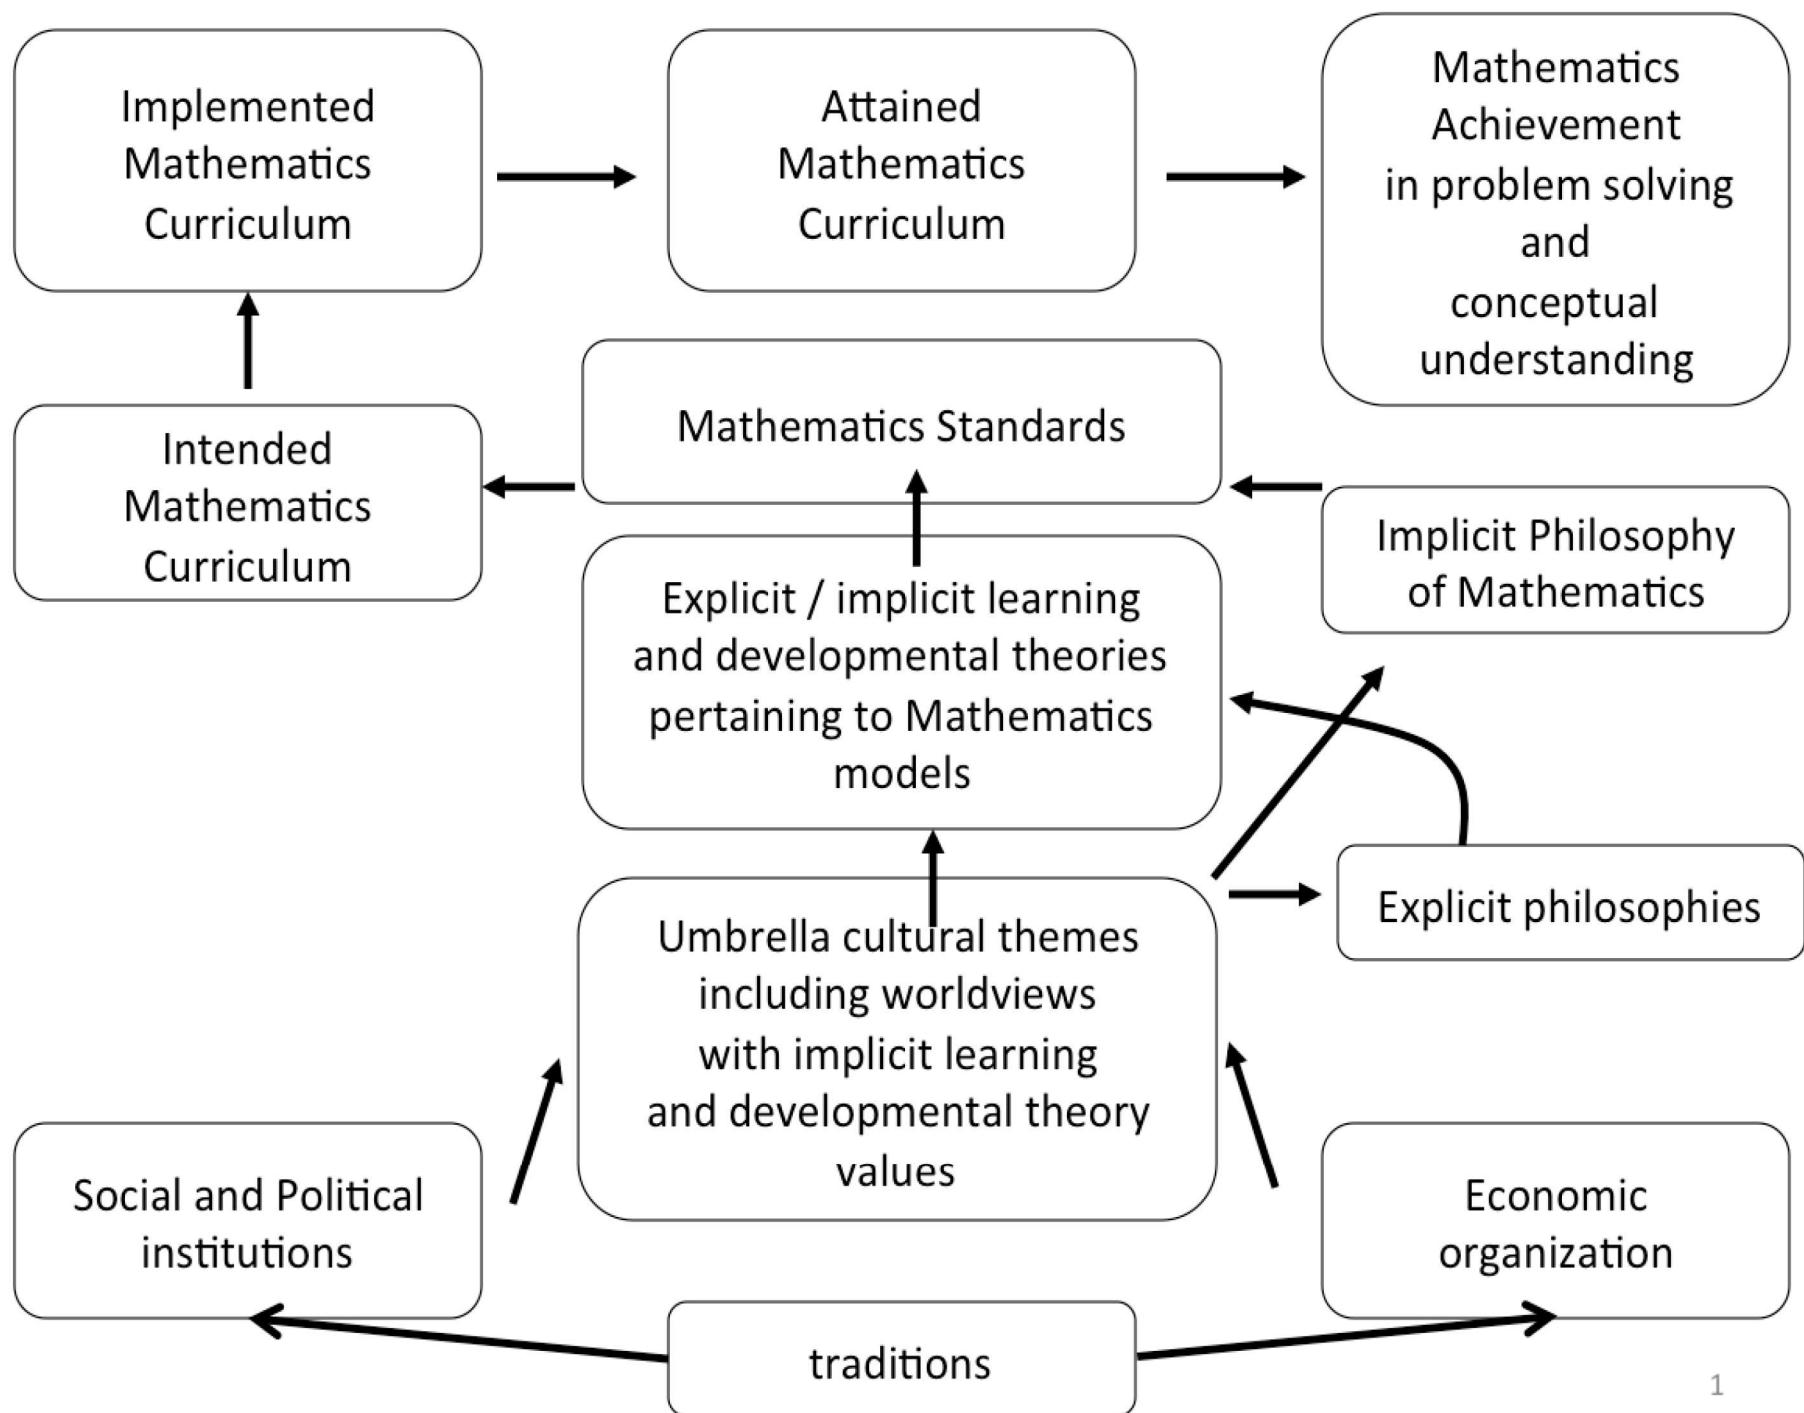 Implemented
Mathematics
Curriculum
Attained
Mathematics
Curriculum
Mathematics
Achievement
in problem solving
and
conceptual
understanding
Mathematics Standards
Intended
Mathematics
Curriculum
Implicit Philosophy
of Mathematics
Explicit / implicit learning
and developmental theories
pertaining to Mathematics
models
Explicit philosophies
Umbrella cultural themes
including worldviews
with implicit learning
and developmental theory
values
Social and Political
institutions
Economic
organization
traditions
1